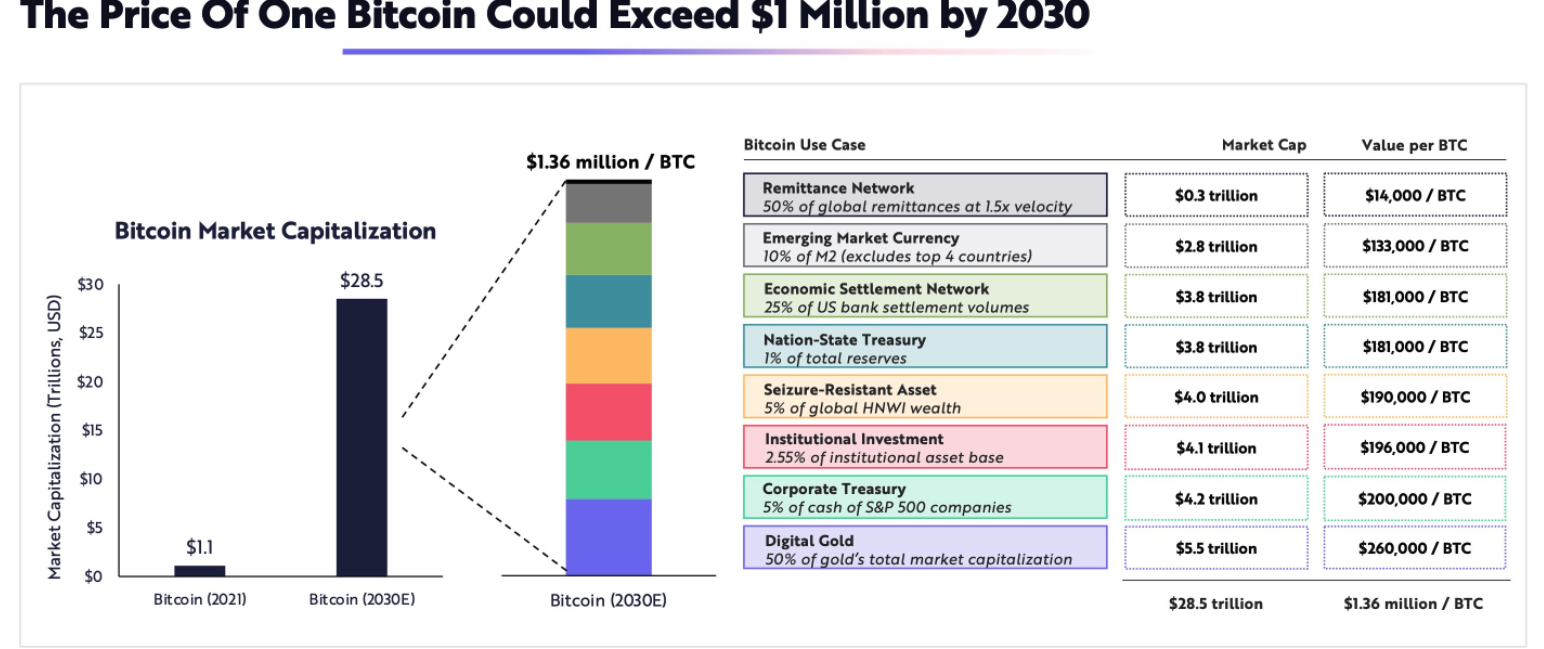 The Price Of One Bitcoin Could Exceed $1 Million by 2030
Bitcoin Market Capitalization
Market Capitalization (Trillions, USD)
$30
$25
$20
$15
$10
$5
$0
$1.1
$28.5
Bitcoin (2021)
Bitcoin (2030E)
$1.36 million / BTC
Bitcoin (2030E)
Bitcoin Use Case Market Cap Value per BTC
Remittance Network
50% of global remittances at 1.5x velocity
$0.3 trillion $14,000 / BTC
Emerging Market Currency
10% of M2 (excludes top 4 countries)
$2.8 trillion $133,000 / BTC
Economic Settlement Network
25% of US bank settlement volumes
$3.8 trillion $181,000 / BTC
Nation-State Treasury
1% of total reserves
$3.8 trillion $181,000 / BTC
Seizure-Resistant Asset
5% of global HNWI wealth
$4.0 trillion $190,000 / BTC
Institutional Investment
2.55% of institutional asset base
$4.1 trillion $196,000 / BTC
Corporate Treasury
5% of cash of S&P 500 companies
$4.2 trillion $200,000 / BTC
Digital Gold
50% of gold's total market capitalization
$5.5 trillion $260,000 / BTC
$28.5 trillion $1.36 million / BTC